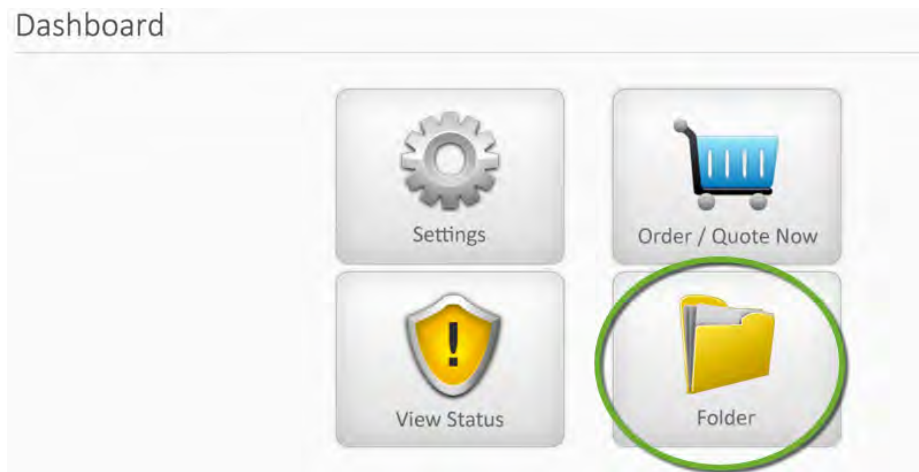 Dashboard
Settings
Order / Quote Now
View Status
Folder